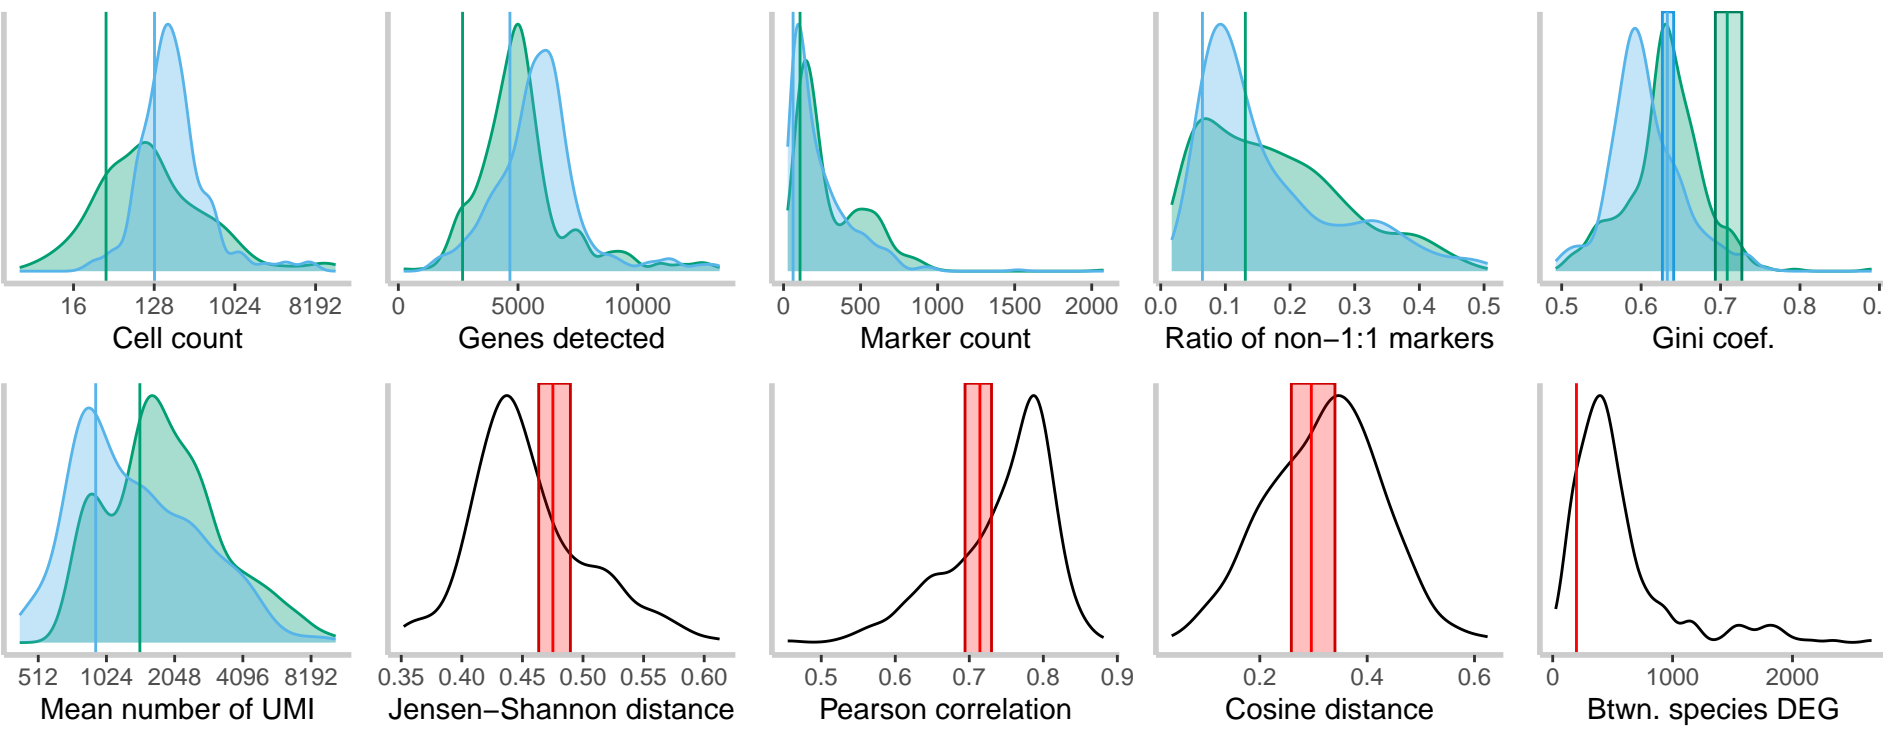 16 128 1024 8192
Cell count
0 5000 10000
Genes detected
0 500 1000 1500 2000
Marker count
0.0 0.1 0.2 0.3 0.4 0.5
Ratio of non−1:1 markers
0.5 0.6 0.7 0.8 0.
Gini coef.
512 1024 2048 4096 8192
Mean number of UMI
0.35 0.40 0.45 0.50 0.55 0.60
Jensen−Shannon distance
0.5 0.6 0.7 0.8 0.9
Pearson correlation
0.2 0.4 0.6
Cosine distance
0 1000 2000
Btwn. species DEG